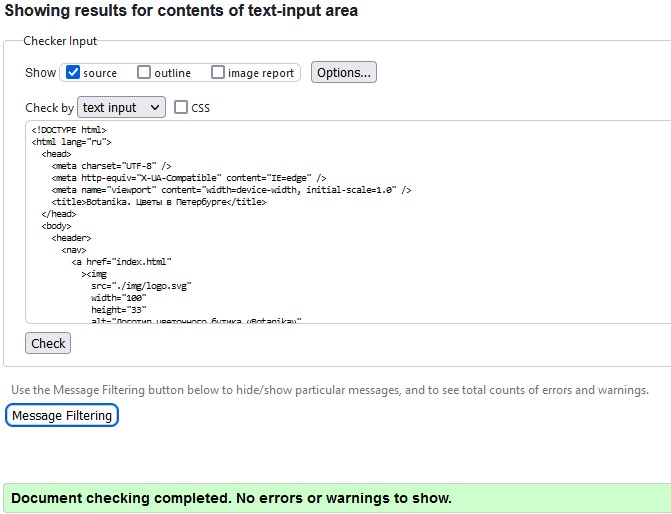 Showing results for contents of text-input area
Checker Input
Show source outline image report Options...
Check by text input CSS
<!DOCTYPE html>
<html lang="ru">
<head>
<meta charset="UTF-8" />
<meta http-equiv="X-UA-Compatible" content="IE=edge" />
<meta name="viewport" content="width=device-width, initial-scale=1.0" />
<title>Botanika. Цветы в Петербурге</title>
</head>
<body>
<header>
<nav>
<a href="index.html"
><img
src="./img/logo.svg"
width="100"
height="33"
alt="Логотип цветочного бутика «Botanika»"
Check
Use the Message Filtering button below to hide/show particular messages, and to see total counts of errors and warnings.
Message Filtering
Document checking completed. No errors or warnings to show.